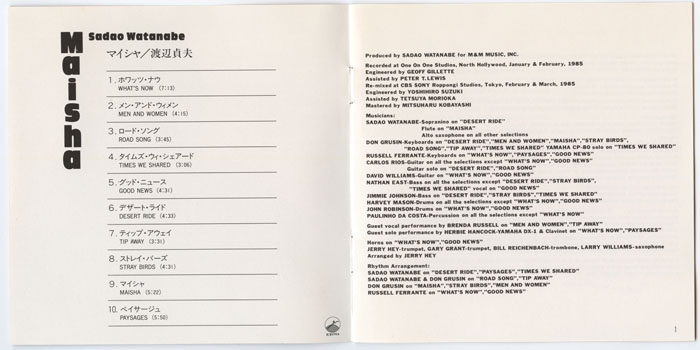 Sadao Watanabe
Maisha
マイシャ／渡辺貞夫
1. ホワッツ・ナウ
WHAT'S NOW (7:13)
2. メン・アンド・ウィメン
MEN AND WOMEN (4:15)
3. ロード・ソング
ROAD SONG (3:45)
4. タイムズ・ウィ・シェアード
TIMES WE SHARED (3:06)
5. グッド・ニュース
GOOD NEWS (4:31)
6. デザート・ライド
DESERT RIDE (4:33)
7. ティップ・アウェイ
TIP AWAY (3:31)
8. ストレイ・バーズ
STRAY BIRDS (4:31)
9. マイシャ
MAISHA (5:22)
10. ペイサージュ
PAYSAGES (5:50)
Produced by SADAO WATANABE for M&M MUSIC, INC.
Recorded at One On One Studios, North Hollywood, January & February, 1985
Engineered by GEOFF GILLETTE
Assisted by PETER T.LEWIS
Re-mixed at CBS SONY Roppongi Studios, Tokyo, February & March, 1985
Engineered by YOSHIHIRO SUZUKI
Assisted by TETSUYA MORIOKA
Mastered by MITSUHARU KOBAYASHI
Musicians:
SADAO WATANABE-Sopranino on "DESERT RIDE"
Flute on "MAISHA"
Alto saxophone on all other selections
DON GRUSIN-Keyboards on "DESERT RIDE","MEN AND WOMEN","MAISHA","STRAY BIRDS",
"ROAD SONG","TIP AWAY","TIMES WE SHARED" YAMAHA CP-80 solo on "TIMES WE SHARED"
RUSSELL FERRANTE-Keyboards on "WHAT'S NOW","PAYSAGES","GOOD NEWS"
CARLOS RIOS-Guitar on all selections except "WHAT'S NOW","GOOD NEWS"
Guitar solo on "DESERT RIDE","ROAD SONG"
DAVID WILLIAMS-Guitar on "WHAT'S NOW","GOOD NEWS"
NATHAN EAST-Bass on all the selections except "DESERT RIDE","STRAY BIRDS",
"TIMES WE SHARED" vocal on "GOOD NEWS"
JIMMIE JOHNSON-Bass on "DESERT RIDE","STRAY BIRDS","TIMES WE SHARED"
HARVEY MASON-Drums on all the selections except "WHAT'S NOW","GOOD NEWS"
JOHN ROBINSON-Drums on "WHAT'S NOW","GOOD NEWS"
PAULINHO DA COSTA-Percussion on all selections except "WHAT'S NOW"
Guest vocal performance by BRENDA RUSSELL on "MEN AND WOMEN","TIP AWAY"
Guest solo performance by HERBIE HANCOCK-YAMAHA DX-1 & Clavinet on "WHAT'S NOW","PAYSAGES"
Horns on "WHAT'S NOW","GOOD NEWS"
JERRY HEY-trumpet, GARY GRANT-trumpet, BILL REICHENBACH-trombone, LARRY WILLIAMS-saxophone
Arranged by JERRY HEY
Rhythm Arrangement:
SADAO WATANABE on "DESERT RIDE","PAYSAGES","TIMES WE SHARED"
SADAO WATANABE & DON GRUSIN on "ROAD SONG","TIP AWAY"
DON GRUSIN on "MAISHA","STRAY BIRDS","MEN AND WOMEN"
RUSSELL FERRANTE on "WHAT'S NOW","GOOD NEWS"
1